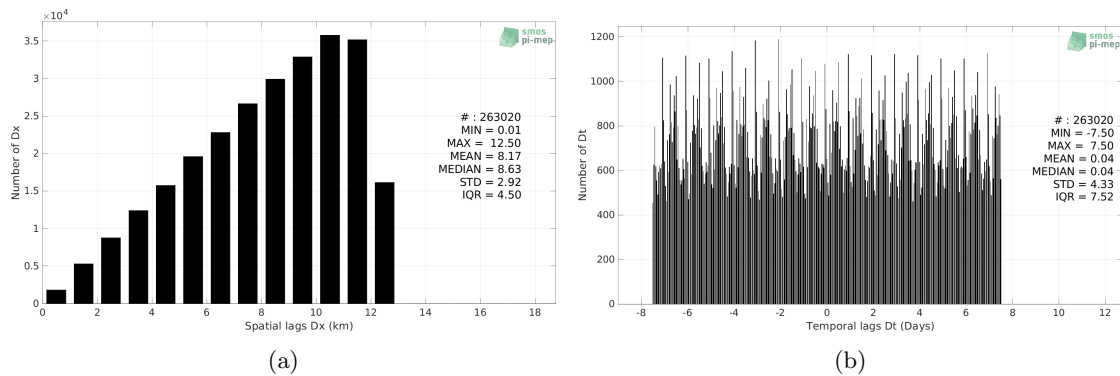 ×10⁴
3.5
3
2.5
2
1.5
1
0.5
0
0 2 4 6 8 10 12 14 16 18
Number of Dx
Spatial lags Dx (km)
smos
pi-mep
# : 263020
MIN = 0.01
MAX = 12.50
MEAN = 8.17
MEDIAN = 8.63
STD = 2.92
IQR = 4.50
(a)
1200
1000
800
600
400
200
0
-8 -6 -4 -2 0 2 4 6 8 10 12
Number of Dt
Temporal lags Dt (Days)
smos
pi-mep
# : 263020
MIN = -7.50
MAX = 7.50
MEAN = 0.04
MEDIAN = 0.04
STD = 4.33
IQR = 7.52
(b)